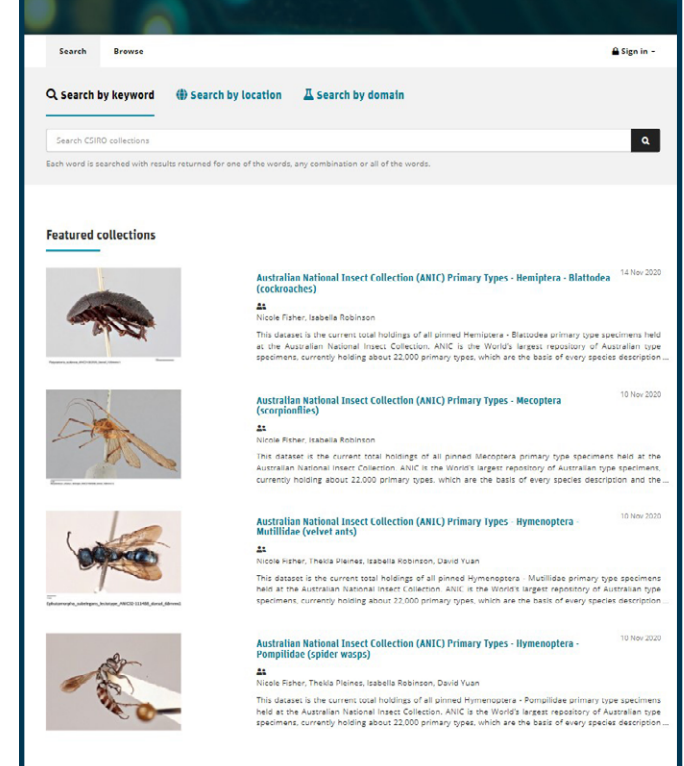 Search Browse Sign in
Search by keyword Search by location Search by domain
Search CSIRO collections
Each word is searched with results returned for one of the words, any combination or all of the words.
Featured collections
Australian National Insect Collection (ANIC) Primary Types - Hemiptera - Blattodea 14 Nov 2020
(cockroaches)
Nicole Fisher, Isabella Robinson
This dataset is the current total holdings of all pinned Hemiptera - Blattodea primary type specimens held
at the Australian National Insect Collection. ANIC is the World's largest repository of Australian type
specimens, currently holding about 22,000 primary types, which are the basis of every species description ...
Australian National Insect Collection (ANIC) Primary Types - Mecoptera 10 Nov 2020
(scorpionflies)
Nicole Fisher, Isabella Robinson
This dataset is the current total holdings of all pinned Mecoptera primary type specimens held at the
Australian National Insect Collection. ANIC is the World's largest repository of Australian type specimens,
currently holding about 22,000 primary types, which are the basis of every species description and the ...
Australian National Insect Collection (ANIC) Primary Types - Hymenoptera - 10 Nov 2020
Mutillidae (velvet ants)
Nicole Fisher, Thekla Pleines, Isabella Robinson, David Yuan
This dataset is the current total holdings of all pinned Hymenoptera - Mutillidae primary type specimens
held at the Australian National Insect Collection. ANIC is the World's largest repository of Australian type
specimens, currently holding about 22,000 primary types, which are the basis of every species description ...
Australian National Insect Collection (ANIC) Primary Types - Hymenoptera - 10 Nov 2020
Pompilidae (spider wasps)
Nicole Fisher, Thekla Pleines, Isabella Robinson, David Yuan
This dataset is the current total holdings of all pinned Hymenoptera - Pompilidae primary type specimens
held at the Australian National Insect Collection. ANIC is the World's largest repository of Australian type
specimens, currently holding about 22,000 primary types, which are the basis of every species description ...